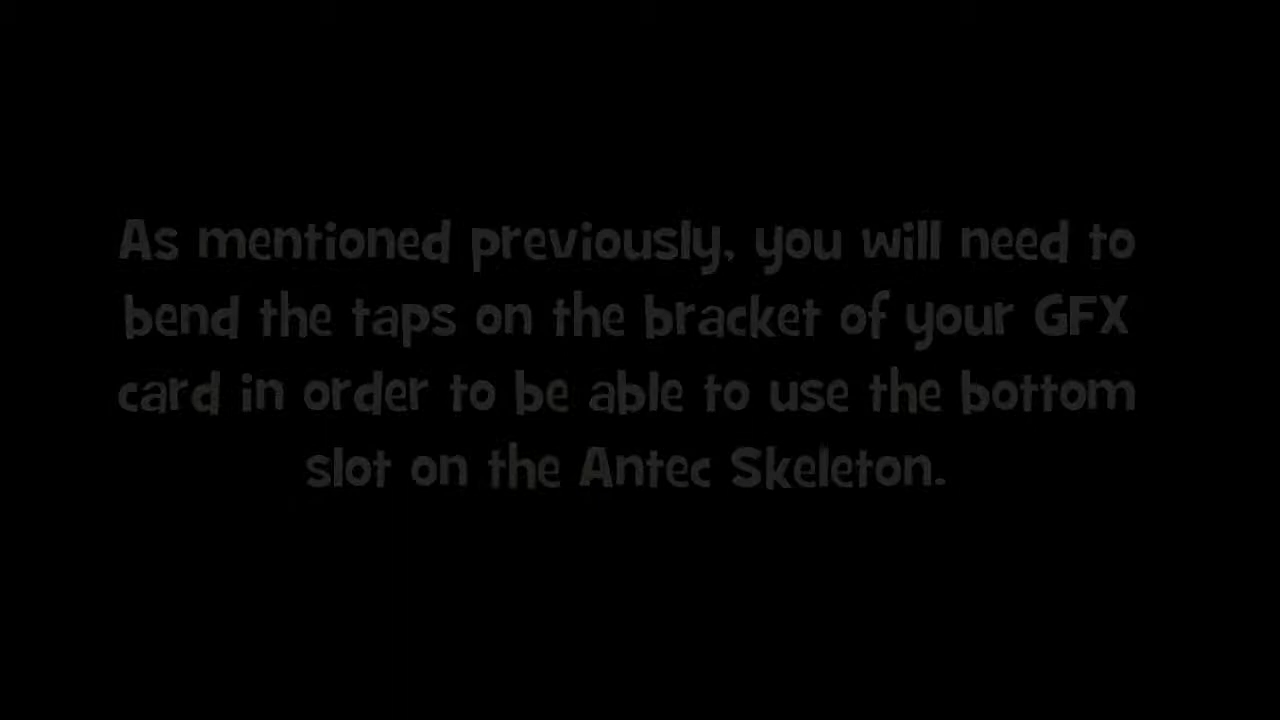 As mentioned previously, you will need to
bend the taps on the bracket of your GFX
card in order to be able to use the bottom
slot on the Antec Skeleton.